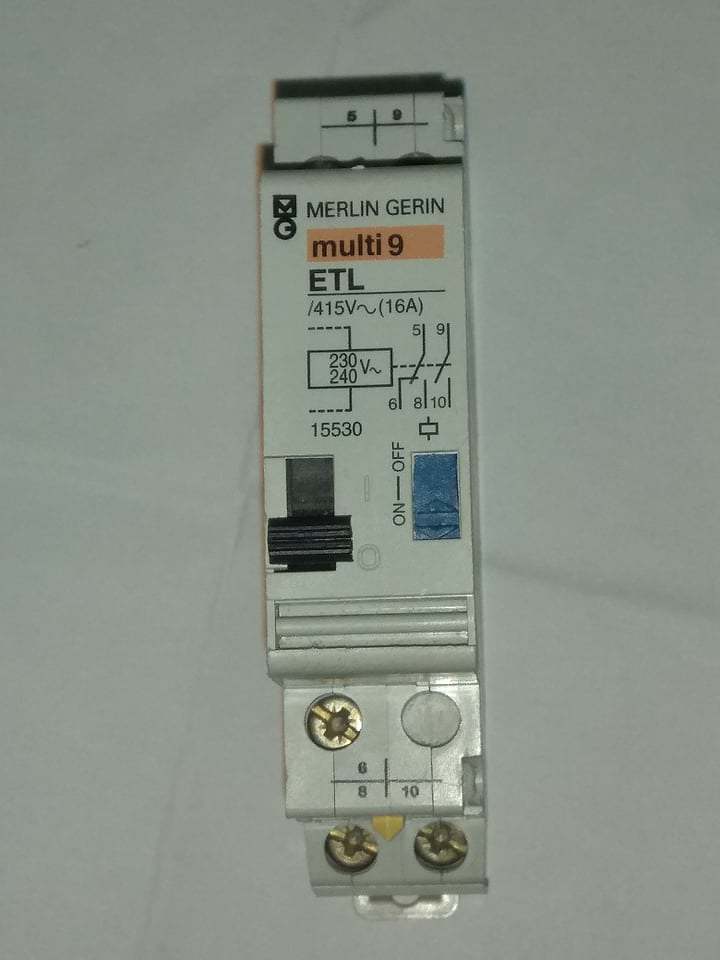 5 9
MERLIN GERIN
multi 9
ETL
/415V~(16A)
5 9
230
240 V~
6 8 10
15530
ON — OFF
I
O
6
8 10